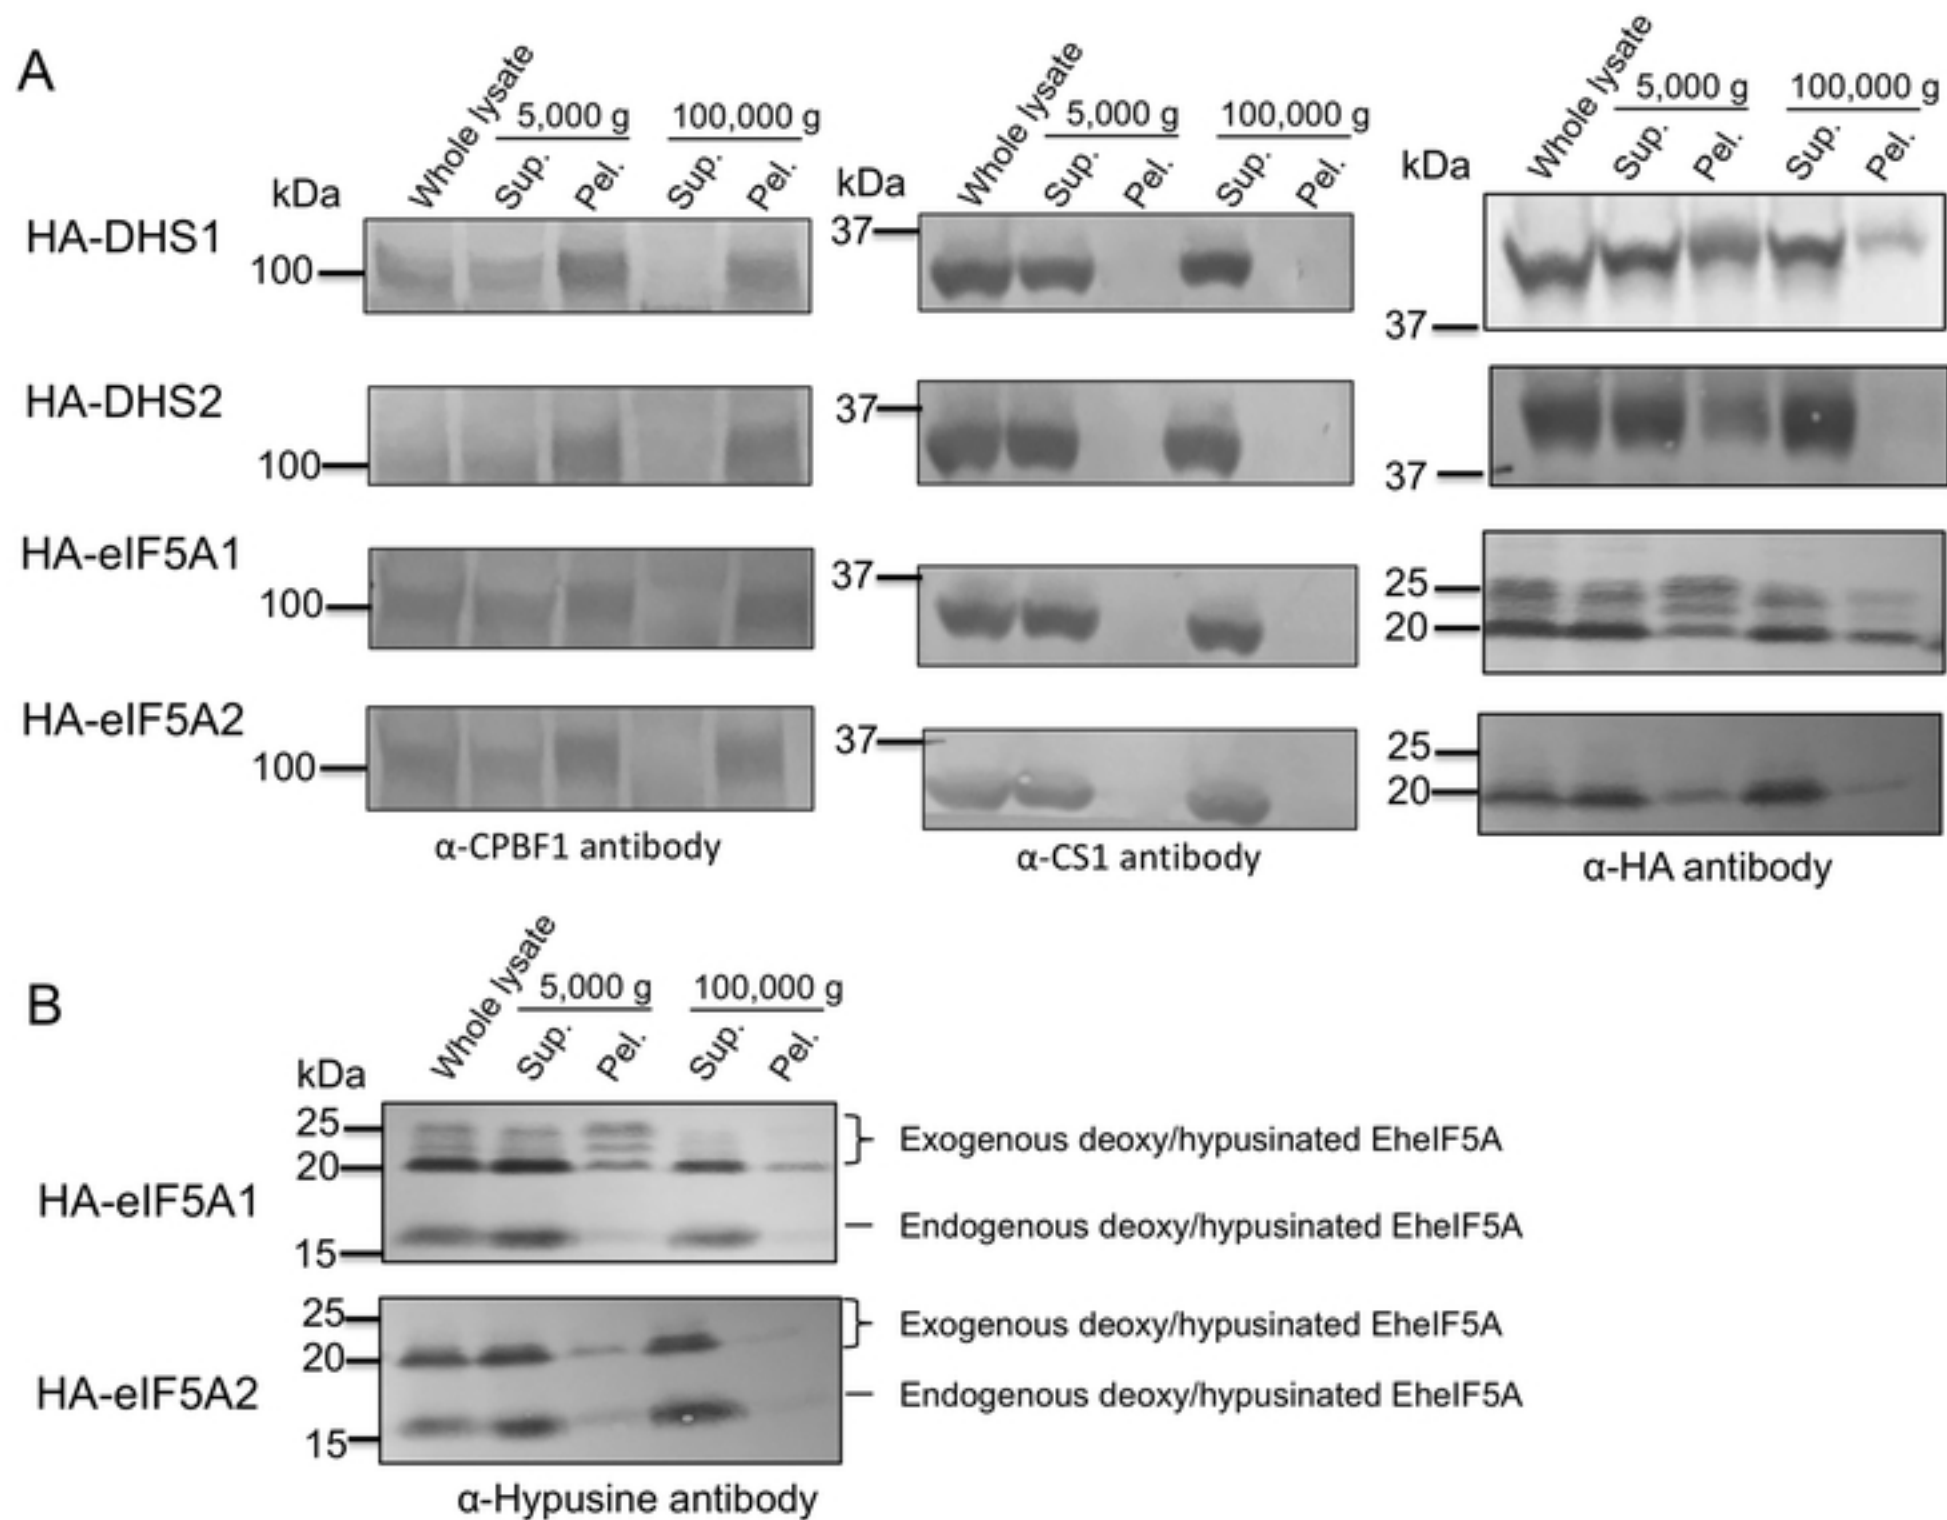 A
Whole lysate
5,000 g
100,000 g
Sup.
Pel.
Sup.
Pel.
Whole lysate
5,000 g
100,000 g
Sup.
Pel.
Sup.
Pel.
Whole lysate
5,000 g
100,000 g
Sup.
Pel.
Sup.
Pel.
kDa
kDa
kDa
HA-DHS1
100
37
37
HA-DHS2
100
37
37
HA-eIF5A1
100
37
25
20
HA-eIF5A2
100
37
25
20
α-CPBF1 antibody
α-CS1 antibody
α-HA antibody
B
Whole lysate
5,000 g
100,000 g
Sup.
Pel.
Sup.
Pel.
kDa
25
20
15
HA-eIF5A1
Exogenous deoxy/hypusinated EheIF5A
Endogenous deoxy/hypusinated EheIF5A
25
20
15
HA-eIF5A2
Exogenous deoxy/hypusinated EheIF5A
Endogenous deoxy/hypusinated EheIF5A
α-Hypusine antibody